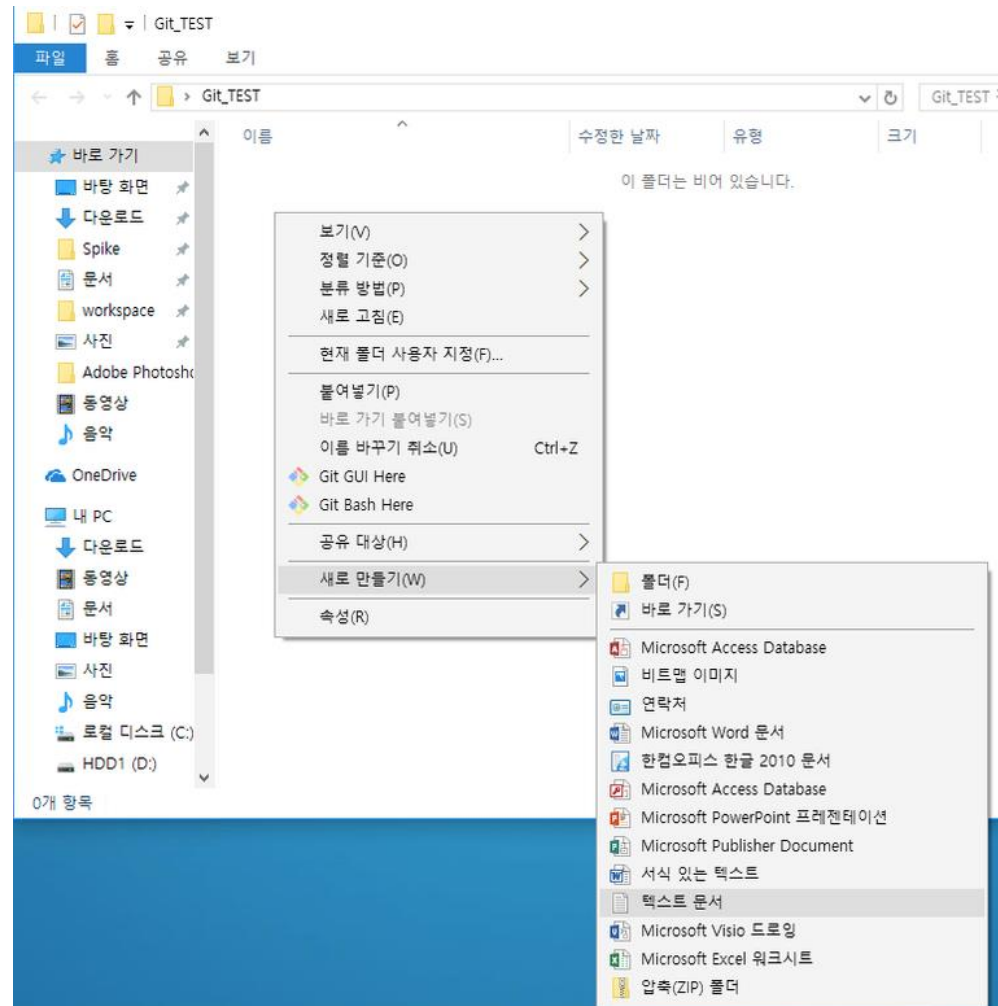 Git_TEST
파일 홈 공유 보기
Git_TEST
Git_TEST
이름 수정한 날짜 유형 크기
이 폴더는 비어 있습니다.
바로 가기
바탕 화면
다운로드
Spike
문서
workspace
사진
Adobe Photosho
동영상
음악
OneDrive
내 PC
다운로드
동영상
문서
바탕 화면
사진
음악
로컬 디스크 (C:)
HDD1 (D:)
0개 항목
보기(V)
정렬 기준(O)
분류 방법(P)
새로 고침(E)
현재 폴더 사용자 지정(F)...
붙여넣기(P)
바로 가기 붙여넣기(S)
이름 바꾸기 취소(U) Ctrl+Z
Git GUI Here
Git Bash Here
공유 대상(H)
새로 만들기(W)
속성(R)
폴더(F)
바로 가기(S)
Microsoft Access Database
비트맵 이미지
연락처
Microsoft Word 문서
한컴오피스 한글 2010 문서
Microsoft Access Database
Microsoft PowerPoint 프레젠테이션
Microsoft Publisher Document
서식 있는 텍스트
텍스트 문서
Microsoft Visio 드로잉
Microsoft Excel 워크시트
압축(ZIP) 폴더